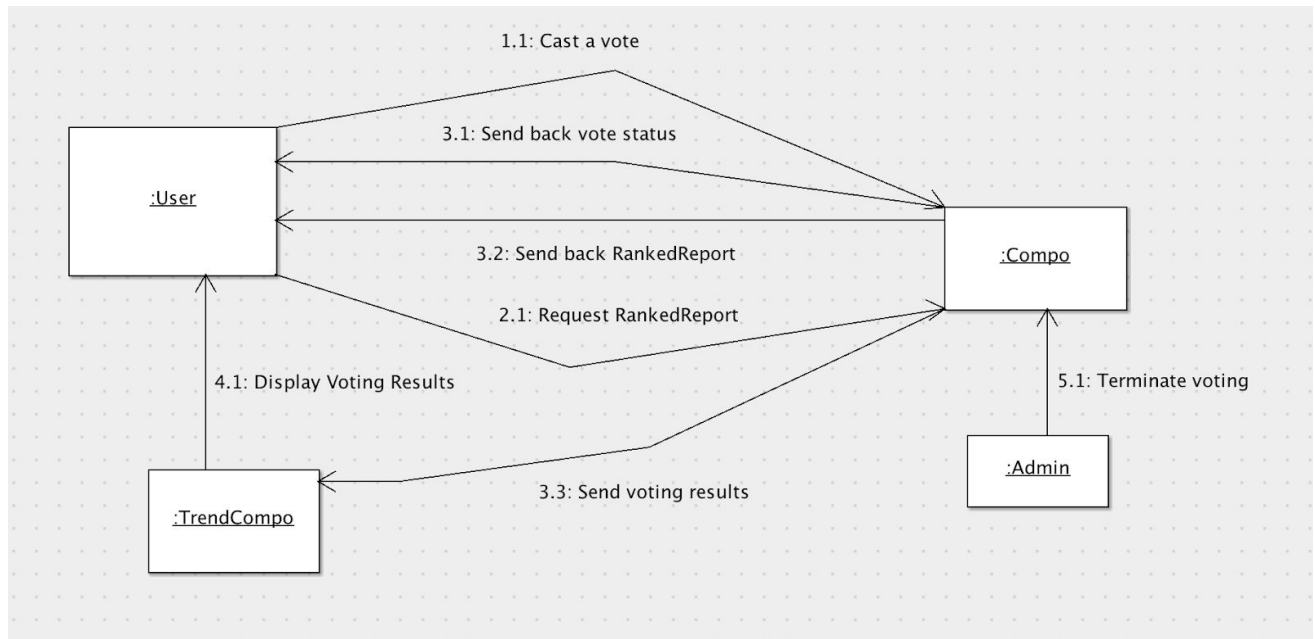 1.1: Cast a vote
3.1: Send back vote status
:User
3.2: Send back RankedReport
:Compo
2.1: Request RankedReport
4.1: Display Voting Results
5.1: Terminate voting
:Admin
3.3: Send voting results
:TrendCompo